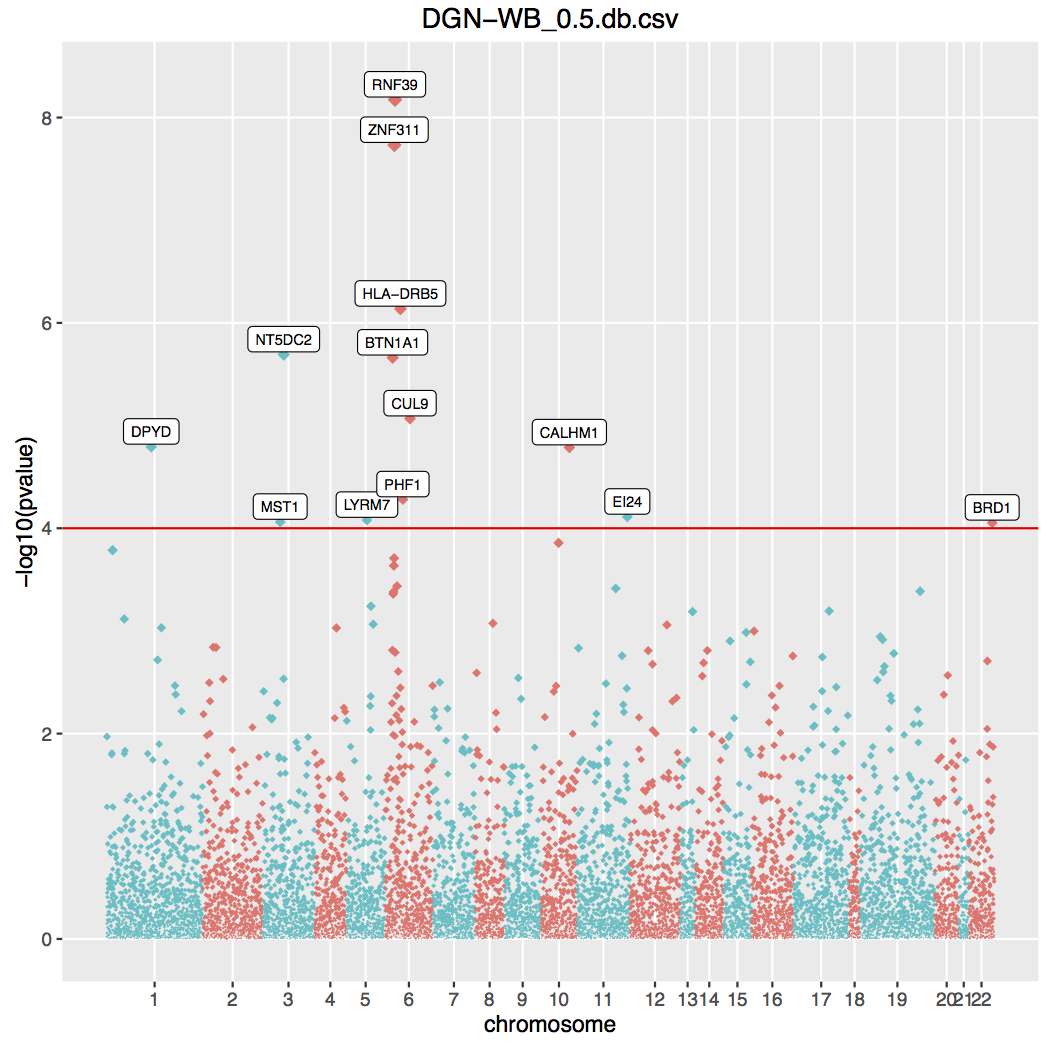 DGN−WB_0.5.db.csv
RNF39
ZNF311
HLA−DRB5
NT5DC2
BTN1A1
CUL9
DPYD
CALHM1
PHF1
MST1
LYRM7
EI24
BRD1
8
6
4
2
0
−log10(pvalue)
1 2 3 4 5 6 7 8 9 10 11 12 13 14 15 16 17 18 19 20 21 22
chromosome